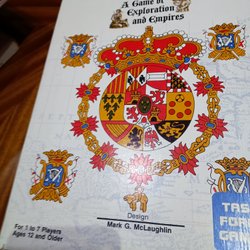 A Game of
Exploration
and Empires
Design
Mark G. McLaughlin
For 1 to 7 Players
Ages 12 and Older
TAS
FOR
GAM